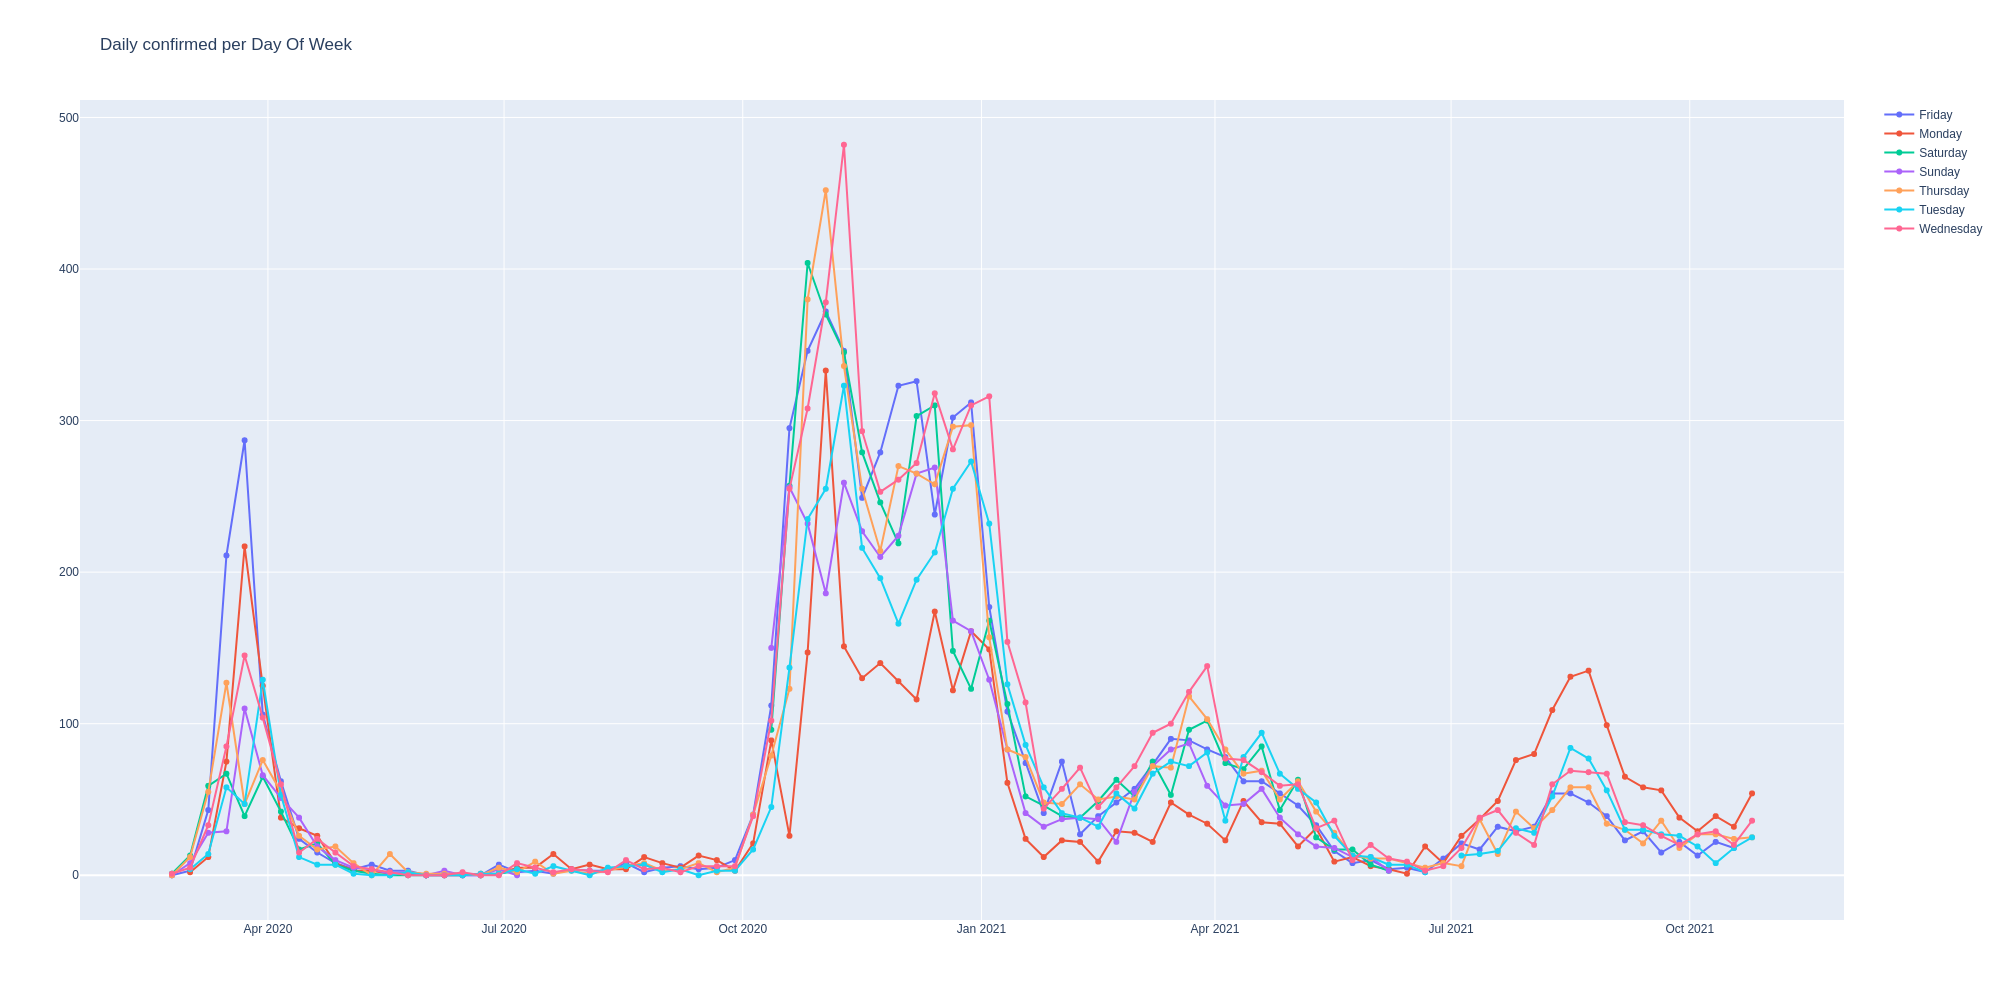 Daily confirmed per Day Of Week
500
400
300
200
100
0
Apr 2020
Jul 2020
Oct 2020
Jan 2021
Apr 2021
Jul 2021
Oct 2021
Friday
Monday
Saturday
Sunday
Thursday
Tuesday
Wednesday